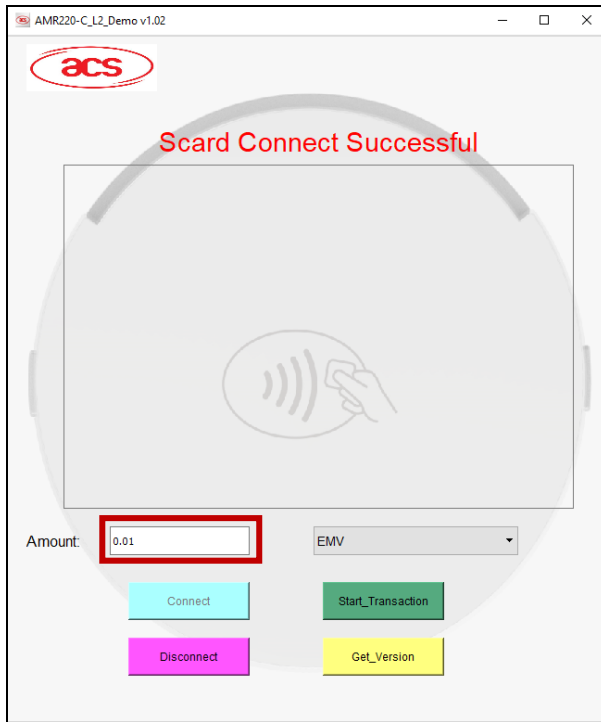 AMR220-C_L2_Demo v1.02
acs
Scard Connect Successful
Amount: 0.01 EMV
Connect Start_Transaction
Disconnect Get_Version